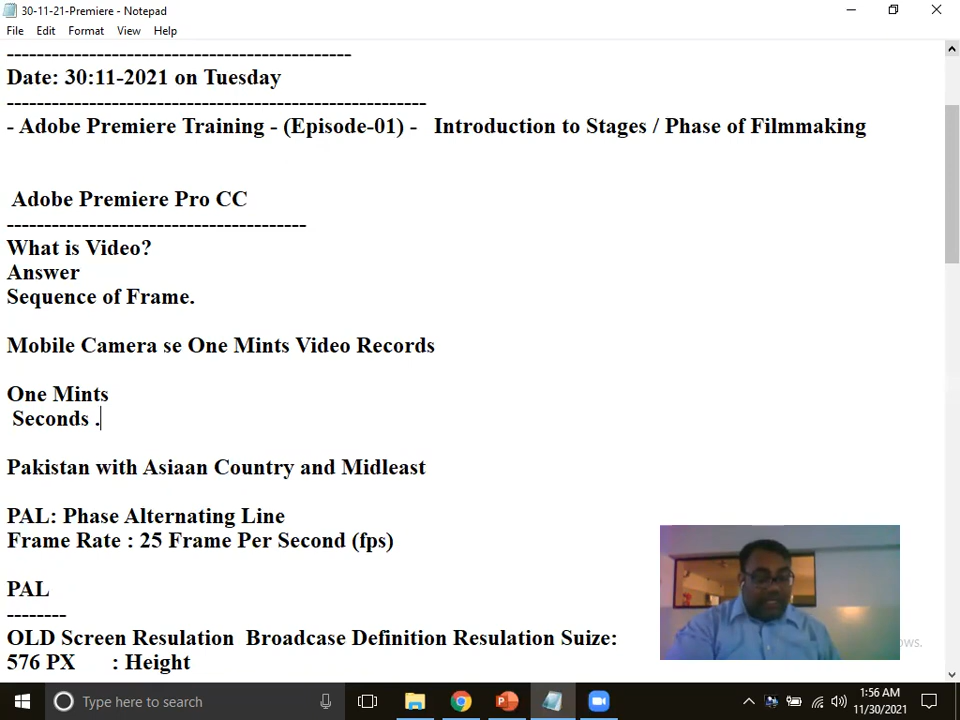 30-11-21-Premiere - Notepad
File Edit Format View Help
----------------------------------------------
Date: 30:11-2021 on Tuesday
--------------------------------------------------------
- Adobe Premiere Training - (Episode-01) - Introduction to Stages / Phase of Filmmaking
Adobe Premiere Pro CC
----------------------------------------
What is Video?
Answer
Sequence of Frame.
Mobile Camera se One Mints Video Records
One Mints
Seconds .
Pakistan with Asiaan Country and Midleast
PAL: Phase Alternating Line
Frame Rate : 25 Frame Per Second (fps)
PAL
--------
OLD Screen Resulation Broadcase Definition Resulation Suize:
576 PX : Height
Type here to search
1:56 AM
11/30/2021